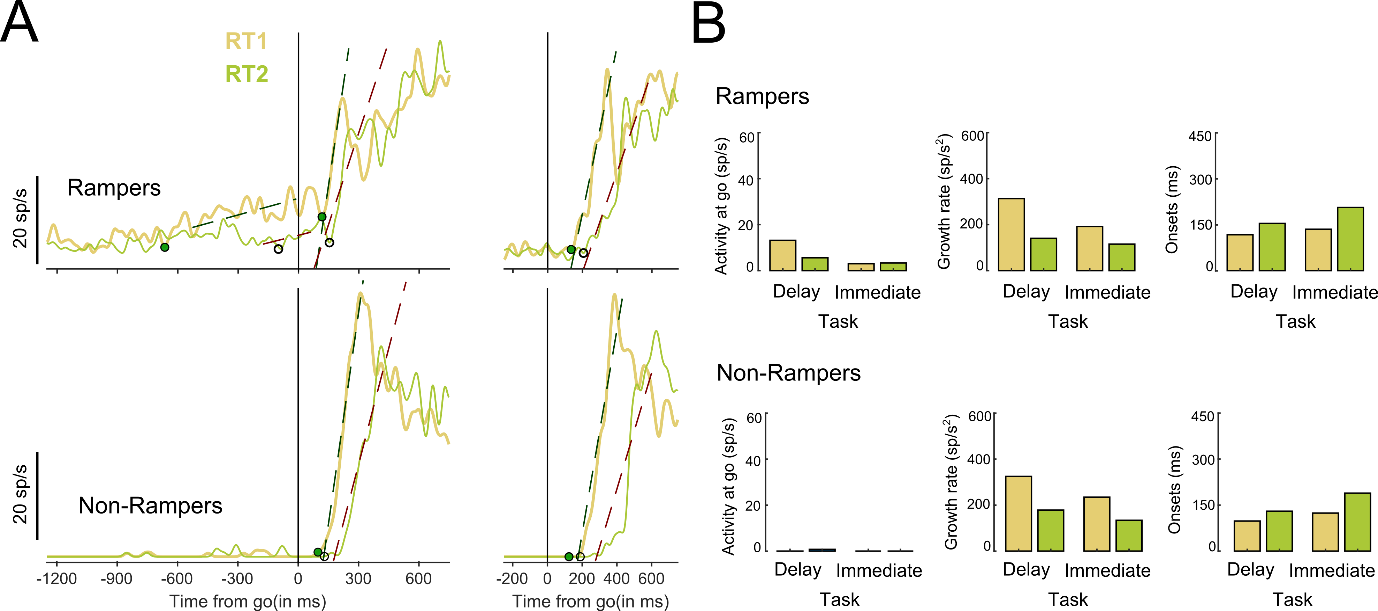 A
RT1
RT2
Rampers
20 sp/s
Non-Rampers
20 sp/s
-1200 -900 -600 -300 0 300 600
Time from go(in ms)
-200 0 200 400 600
Time from go(in ms)
B
Rampers
Activity at go (sp/s)
60
40
20
0
Delay Immediate
Task
Growth rate (sp/s²)
600
400
200
0
Delay Immediate
Task
Onsets (ms)
450
300
150
0
Delay Immediate
Task
Non-Rampers
Activity at go (sp/s)
60
40
20
0
Delay Immediate
Task
Growth rate (sp/s²)
600
400
200
0
Delay Immediate
Task
Onsets (ms)
450
300
150
0
Delay Immediate
Task